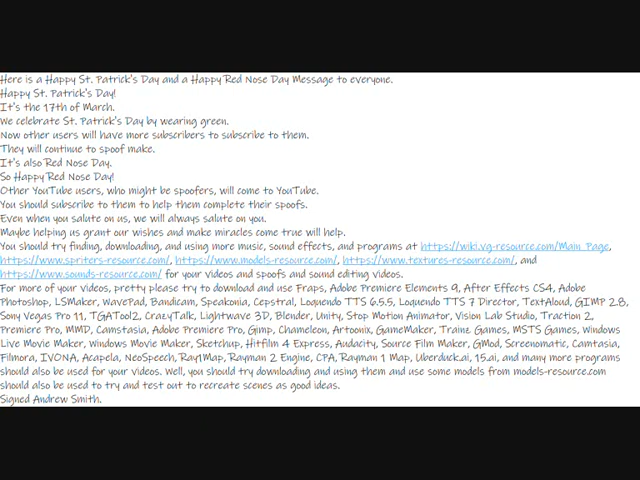 Here is a Happy St. Patrick's Day and a Happy Red Nose Day Message to everyone.
Happy St. Patrick's Day!
It's the 17th of March.
We celebrate St. Patrick's Day by wearing green.
Now other users will have more subscribers to subscribe to them.
They will continue to spoof make.
It's also Red Nose Day.
So Happy Red Nose Day!
Other YouTube users, who might be spoofers, will come to YouTube.
You should subscribe to them to help them complete their spoofs.
Even when you salute on us, we will always salute on you.
Maybe helping us grant our wishes and make miracles come true will help.
You should try finding, downloading, and using more music, sound effects, and programs at https://wiki.vg-resource.com/Main_Page,
https://www.spriters-resource.com/, https://www.models-resource.com/, https://www.textures-resource.com/, and
https://www.sounds-resource.com/ for your videos and spoofs and sound editing videos.
For more of your videos, pretty please try to download and use Fraps, Adobe Premiere Elements 9, After Effects CS4, Adobe
Photoshop, LSMaker, WavePad, Bandicam, Speakonia, Cepstral, Loquendo TTS 6.5.5, Loquendo TTS 7 Director, TextAloud, GIMP 2.8,
Sony Vegas Pro 11, TGATool2, CrazyTalk, Lightwave 3D, Blender, Unity, Stop Motion Animator, Vision Lab Studio, Traction 2,
Premiere Pro, MMD, Camstasia, Adobe Premiere Pro, Gimp, Chameleon, Artoonix, GameMaker, Trainz Games, MSTS Games, Windows
Live Movie Maker, Windows Movie Maker, Sketchup, Hitfilm 4 Express, Audacity, Source Film Maker, GMod, Screenomatic, Camtasia,
Filmora, IVONA, Acapela, NeoSpeech, Ray1Map, Rayman 2 Engine, CPA, Rayman 1 Map, Uberduck.ai, 15.ai, and many more programs
should also be used for your videos. Well, you should try downloading and using them and use some models from models-resource.com
should also be used to try and test out to recreate scenes as good ideas.
Signed Andrew Smith.